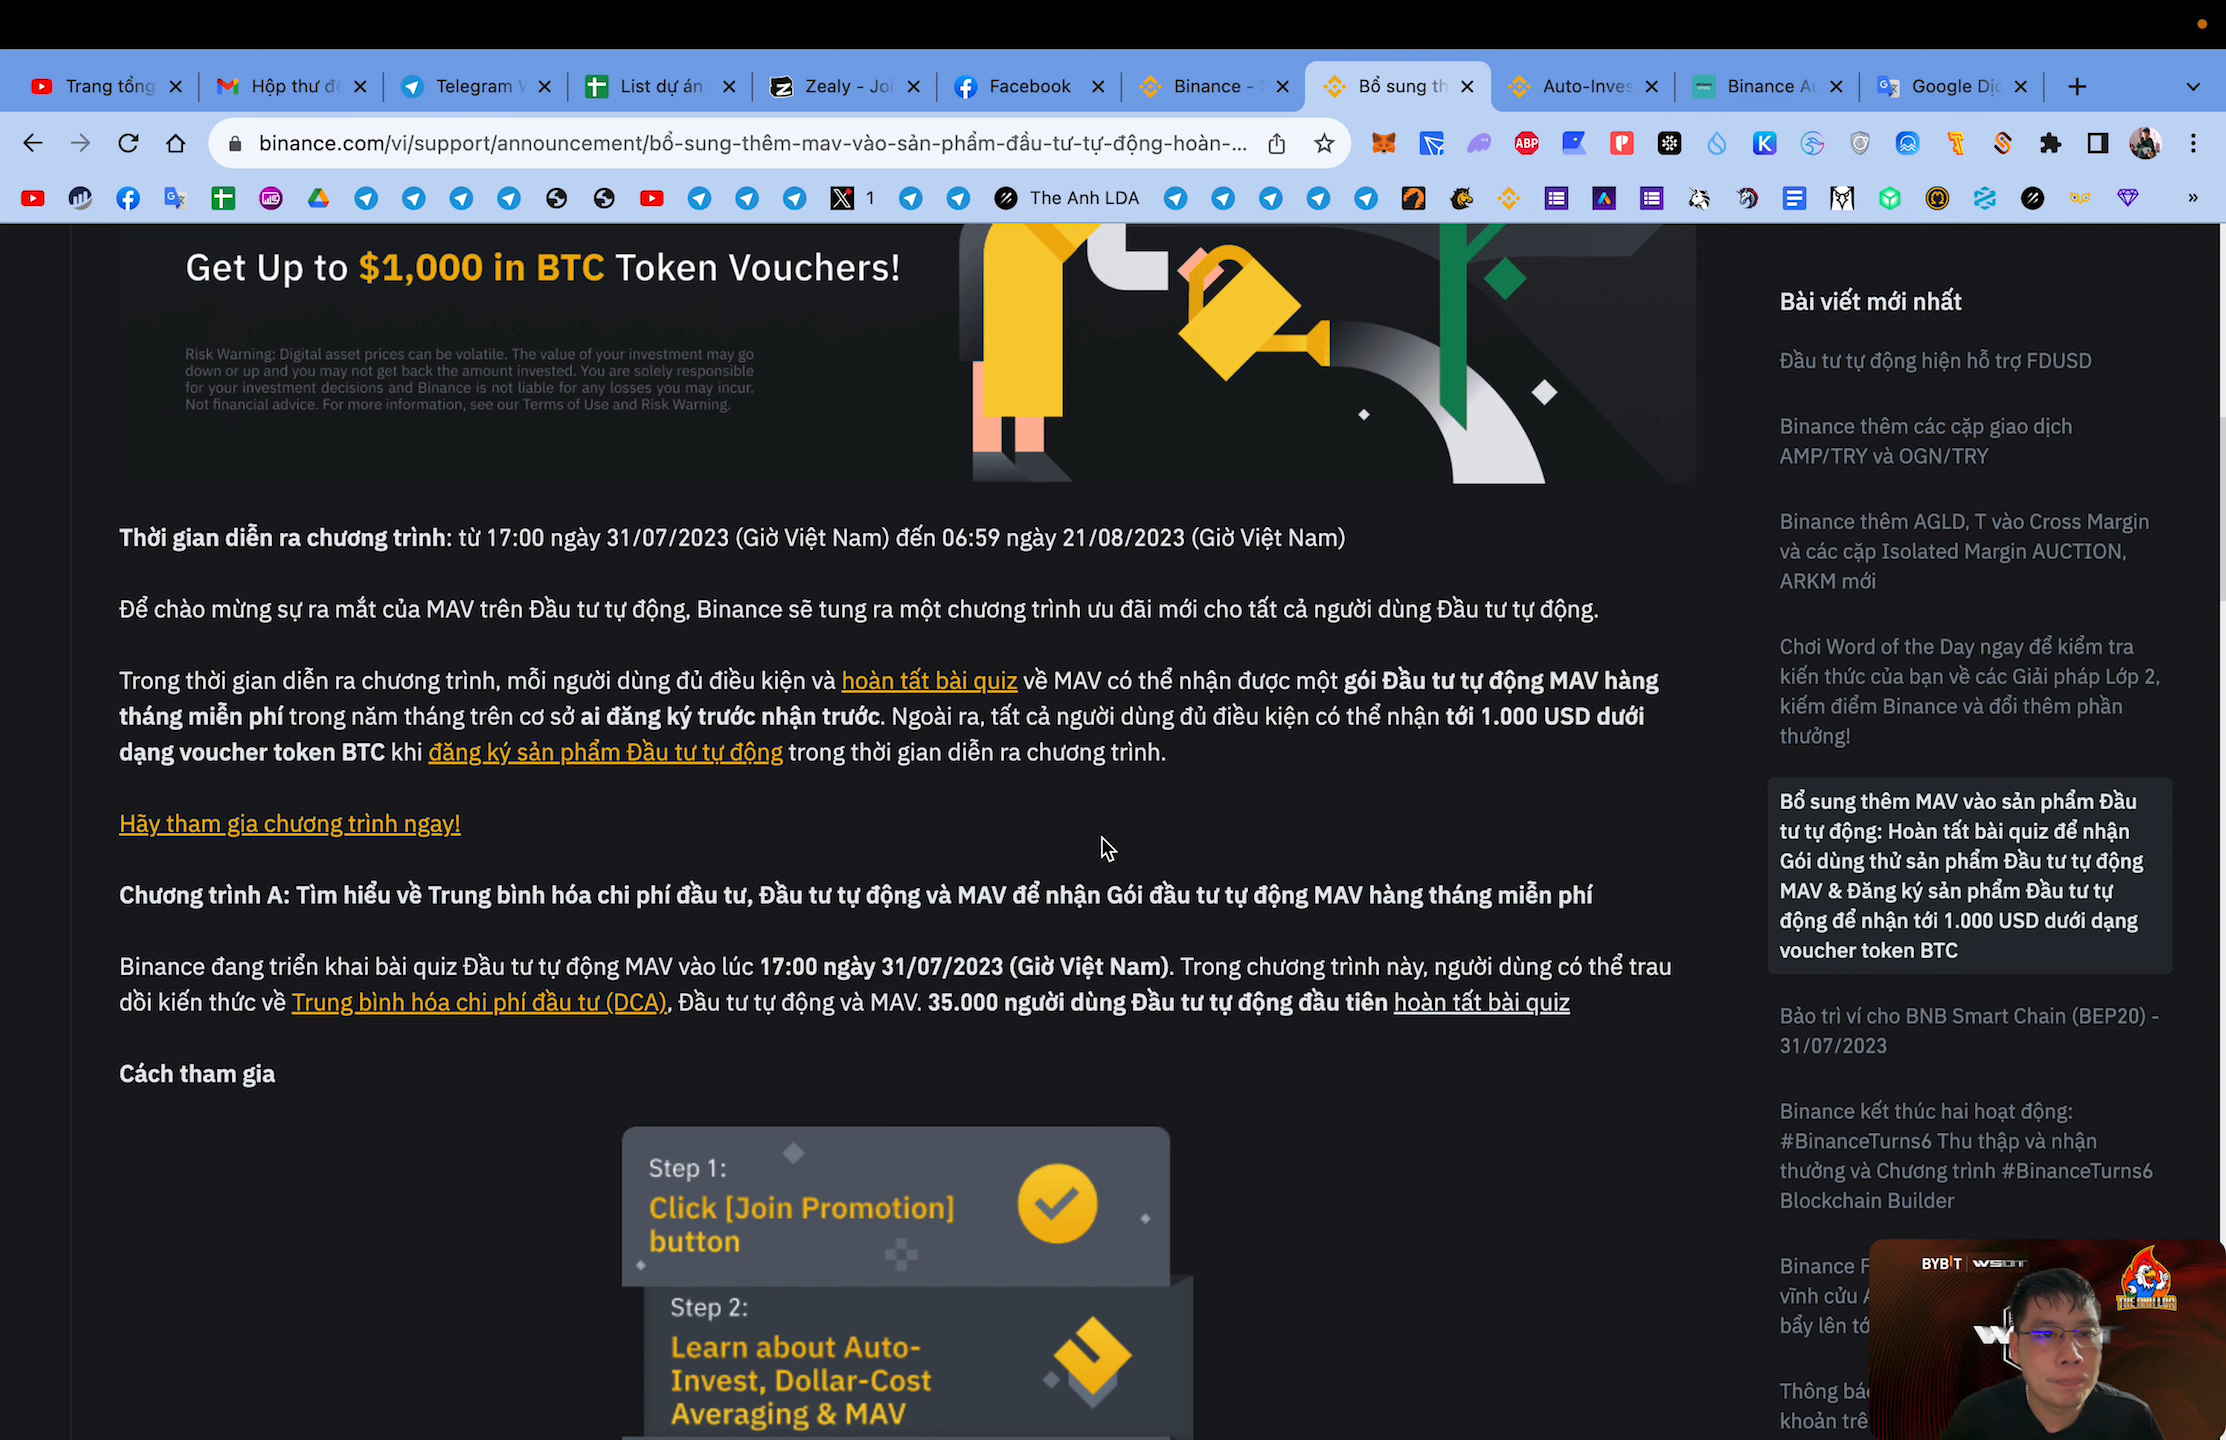 Trang tổng
Hộp thư đế
Telegram
List dự án
Zealy - Joi
Facebook
Binance -
Bổ sung th
Auto-Inves
Binance Au
Google Dịc
binance.com/vi/support/announcement/bổ-sung-thêm-mav-vào-sản-phẩm-đầu-tư-tự-động-hoàn-...
ABP
1
The Anh LDA
Get Up to $1,000 in BTC Token Vouchers!
Risk Warning: Digital asset prices can be volatile. The value of your investment may go
down or up and you may not get back the amount invested. You are solely responsible
for your investment decisions and Binance is not liable for any losses you may incur.
Not financial advice. For more information, see our Terms of Use and Risk Warning.
Thời gian diễn ra chương trình: từ 17:00 ngày 31/07/2023 (Giờ Việt Nam) đến 06:59 ngày 21/08/2023 (Giờ Việt Nam)
Để chào mừng sự ra mắt của MAV trên Đầu tư tự động, Binance sẽ tung ra một chương trình ưu đãi mới cho tất cả người dùng Đầu tư tự động.
Trong thời gian diễn ra chương trình, mỗi người dùng đủ điều kiện và hoàn tất bài quiz về MAV có thể nhận được một gói Đầu tư tự động MAV hàng
tháng miễn phí trong năm tháng trên cơ sở ai đăng ký trước nhận trước. Ngoài ra, tất cả người dùng đủ điều kiện có thể nhận tới 1.000 USD dưới
dạng voucher token BTC khi đăng ký sản phẩm Đầu tư tự động trong thời gian diễn ra chương trình.
Hãy tham gia chương trình ngay!
Chương trình A: Tìm hiểu về Trung bình hóa chi phí đầu tư, Đầu tư tự động và MAV để nhận Gói đầu tư tự động MAV hàng tháng miễn phí
Binance đang triển khai bài quiz Đầu tư tự động MAV vào lúc 17:00 ngày 31/07/2023 (Giờ Việt Nam). Trong chương trình này, người dùng có thể trau
dồi kiến thức về Trung bình hóa chi phí đầu tư (DCA), Đầu tư tự động và MAV. 35.000 người dùng Đầu tư tự động đầu tiên hoàn tất bài quiz
Cách tham gia
Step 1:
Click [Join Promotion]
button
Step 2:
Learn about Auto-
Invest, Dollar-Cost
Averaging & MAV
Bài viết mới nhất
Đầu tư tự động hiện hỗ trợ FDUSD
Binance thêm các cặp giao dịch
AMP/TRY và OGN/TRY
Binance thêm AGLD, T vào Cross Margin
và các cặp Isolated Margin AUCTION,
ARKM mới
Chơi Word of the Day ngay để kiểm tra
kiến thức của bạn về các Giải pháp Lớp 2,
kiếm điểm Binance và đổi thêm phần
thưởng!
Bổ sung thêm MAV vào sản phẩm Đầu
tư tự động: Hoàn tất bài quiz để nhận
Gói dùng thử sản phẩm Đầu tư tự động
MAV & Đăng ký sản phẩm Đầu tư tự
động để nhận tới 1.000 USD dưới dạng
voucher token BTC
Bảo trì ví cho BNB Smart Chain (BEP20) -
31/07/2023
Binance kết thúc hai hoạt động:
#BinanceTurns6 Thu thập và nhận
thưởng và Chương trình #BinanceTurns6
Blockchain Builder
Binance F
vĩnh cửu
bẩy lên tớ
Thông bá
khoản trê
BYBIT | WSOT
THE ANH LDA